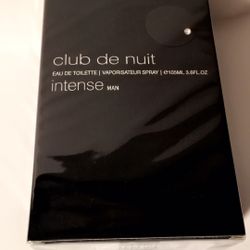 club de nuit
EAU DE TOILETTE | VAPORISATEUR SPRAY | ℮105ML 3.6FL.OZ
intense MAN